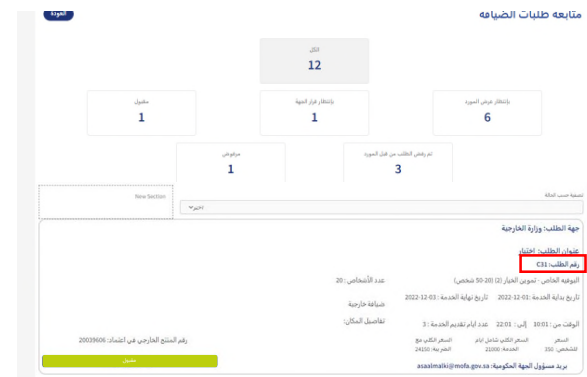 متابعه طلبات الضيافه
العودة
الكل
12
بإنتظار عرض المورد
6
بإنتظار قرار الجهة
1
مقبول
1
تم رفض الطلب من قبل المورد
3
مرفوض
1
تصفية حسب الحالة
اختر
New Section
جهة الطلب: وزارة الخارجية
عنوان الطلب: اختبار
رقم الطلب: C31
التوفيه الخاص - تموين الخيار (2) (20-50 شخص)
عدد الأشخاص : 20
تاريخ بداية الخدمة :01-12-2022 تاريخ نهاية الخدمة : 03-12-2022
ضيافة خارجية
الوقت من : 10:01 إلى : 22:01 عدد ايام تقديم الخدمة : 3
تفاصيل المكان:
السعر للشخص: 350
السعر الكلي شامل ايام الخدمة: 21000
السعر الكلي مع الضريبة: 24150
رقم المنتج الخارجي في اعتماد: 20039606
بريد مسؤول الجهة الحكومية: asaalmalki@mofa.gov.sa
مقبول